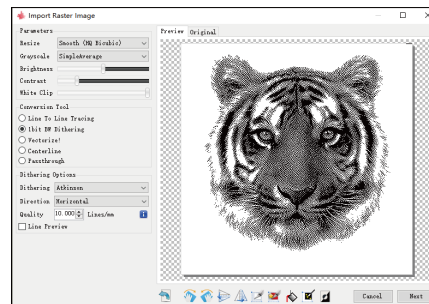 Import Raster Image
Parameters
Resize Smooth (HQ Bicubic)
Grayscale SimpleAverage
Brightness
Contrast
White Clip
Conversion Tool
Line To Line Tracing
1bit BW Dithering
Vectorize!
Centerline
Passthrough
Dithering Options
Dithering Atkinson
Direction Horizontal
Quality 10.000 Lines/mm
Line Preview
Preview Original
Cancel Next